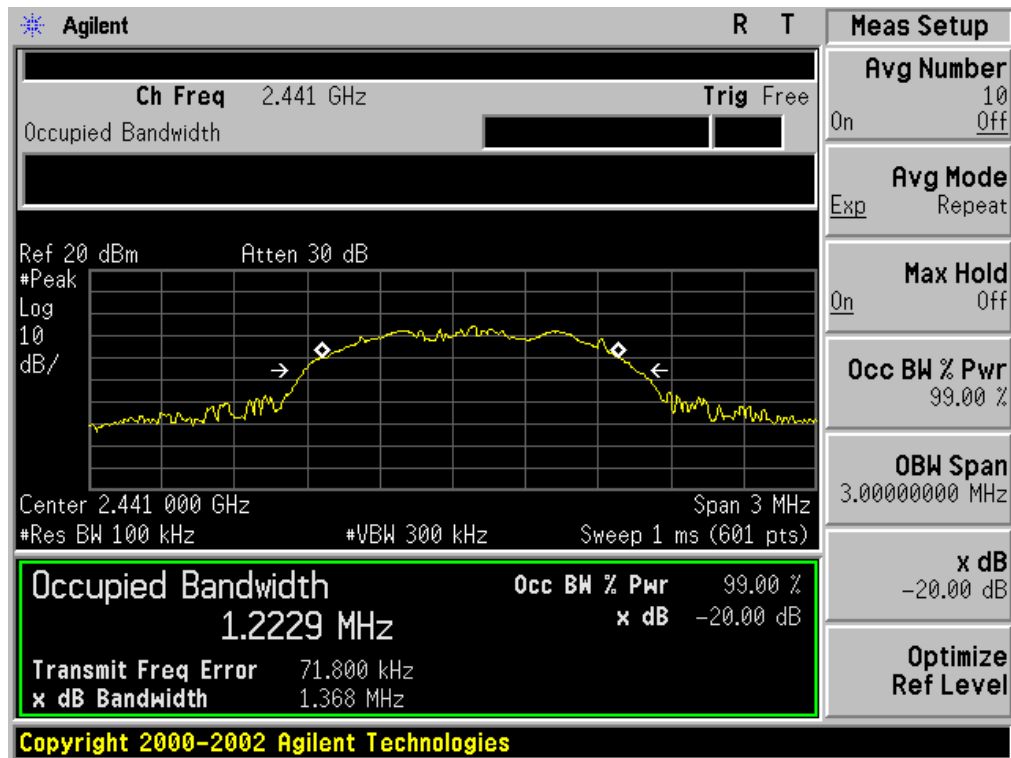 Agilent R T
Ch Freq 2.441 GHz Trig Free
Occupied Bandwidth
Ref 20 dBm Atten 30 dB
#Peak
Log
10
dB/
Center 2.441 000 GHz Span 3 MHz
#Res BW 100 kHz #VBW 300 kHz Sweep 1 ms (601 pts)
Occupied Bandwidth Occ BW % Pwr 99.00 %
1.2229 MHz x dB -20.00 dB
Transmit Freq Error 71.800 kHz
x dB Bandwidth 1.368 MHz
Copyright 2000-2002 Agilent Technologies
Meas Setup
Avg Number
10
On Off
Avg Mode
Exp Repeat
Max Hold
On Off
Occ BW % Pwr
99.00 %
OBW Span
3.00000000 MHz
x dB
-20.00 dB
Optimize
Ref Level